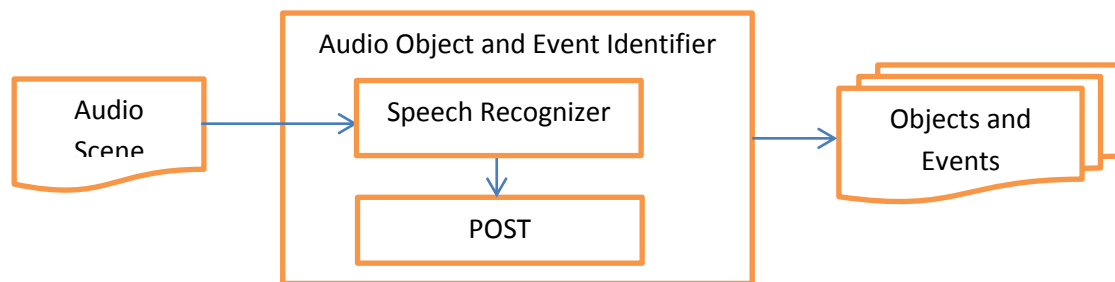 Audio Object and Event Identifier
Audio
Scene
Speech Recognizer
POST
Objects and
Events